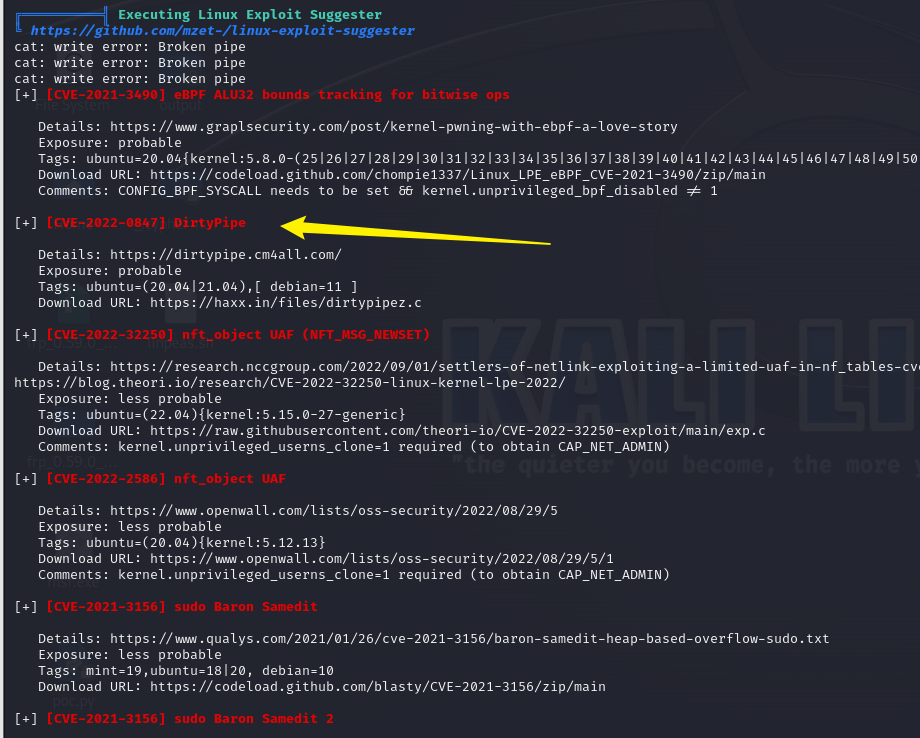 Executing Linux Exploit Suggester
https://github.com/mzet-/linux-exploit-suggester
cat: write error: Broken pipe
cat: write error: Broken pipe
cat: write error: Broken pipe
[+] [CVE-2021-3490] eBPF ALU32 bounds tracking for bitwise ops
Details: https://www.graplsecurity.com/post/kernel-pwning-with-ebpf-a-love-story
Exposure: probable
Tags: ubuntu=20.04{kernel:5.8.0-(25|26|27|28|29|30|31|32|33|34|35|36|37|38|39|40|41|42|43|44|45|46|47|48|49|50
Download URL: https://codeload.github.com/chompie1337/Linux_LPE_eBPF_CVE-2021-3490/zip/main
Comments: CONFIG_BPF_SYSCALL needs to be set && kernel.unprivileged_bpf_disabled != 1
[+] [CVE-2022-0847] DirtyPipe
Details: https://dirtypipe.cm4all.com/
Exposure: probable
Tags: ubuntu=(20.04|21.04),[ debian=11 ]
Download URL: https://haxx.in/files/dirtypipez.c
[+] [CVE-2022-32250] nft_object UAF (NFT_MSG_NEWSET)
Details: https://research.nccgroup.com/2022/09/01/settlers-of-netlink-exploiting-a-limited-uaf-in-nf_tables-cve
https://blog.theori.io/research/CVE-2022-32250-linux-kernel-lpe-2022/
Exposure: less probable
Tags: ubuntu=(22.04){kernel:5.15.0-27-generic}
Download URL: https://raw.githubusercontent.com/theori-io/CVE-2022-32250-exploit/main/exp.c
Comments: kernel.unprivileged_userns_clone=1 required (to obtain CAP_NET_ADMIN)
KALI LI
"the quieter you become, the more y
[+] [CVE-2022-2586] nft_object UAF
Details: https://www.openwall.com/lists/oss-security/2022/08/29/5
Exposure: less probable
Tags: ubuntu=(20.04){kernel:5.12.13}
Download URL: https://www.openwall.com/lists/oss-security/2022/08/29/5/1
Comments: kernel.unprivileged_userns_clone=1 required (to obtain CAP_NET_ADMIN)
[+] [CVE-2021-3156] sudo Baron Samedit
Details: https://www.qualys.com/2021/01/26/cve-2021-3156/baron-samedit-heap-based-overflow-sudo.txt
Exposure: less probable
Tags: mint=19,ubuntu=18|20, debian=10
Download URL: https://codeload.github.com/blasty/CVE-2021-3156/zip/main
poc.py
[+] [CVE-2021-3156] sudo Baron Samedit 2